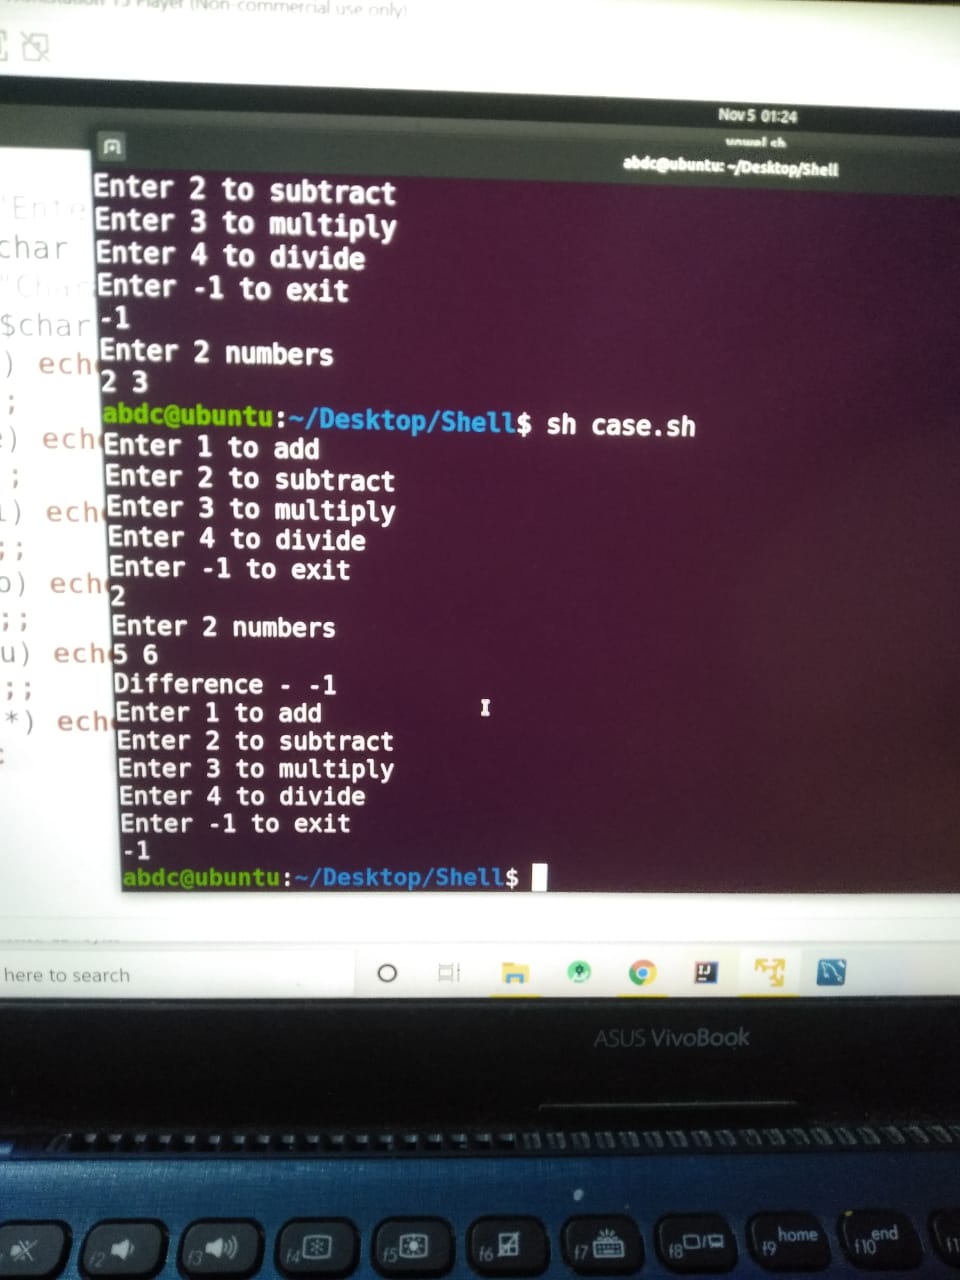 Player (Non-commercial use only)
Nov 5 01:24
abdc@ubuntu: ~/Desktop/Shell
Enter 2 to subtract
"Ente
Enter 3 to multiply
char
Enter 4 to divide
"Char
Enter -1 to exit
$char
-1
) ech
Enter 2 numbers
2 3
;
abdc@ubuntu:~/Desktop/Shell$ sh case.sh
) ech
Enter 1 to add
;
Enter 2 to subtract
) ech
Enter 3 to multiply
;;
Enter 4 to divide
Enter -1 to exit
o) ech
2
;;
Enter 2 numbers
u) ech
5 6
;;
Difference - -1
*) ech
Enter 1 to add
Enter 2 to subtract
Enter 3 to multiply
Enter 4 to divide
Enter -1 to exit
-1
abdc@ubuntu:~/Desktop/Shell$
here to search
IJ
ASUS VivoBook
f2
f3
f4
f5
f6
f7
f8
f9 home
f10 end
f1